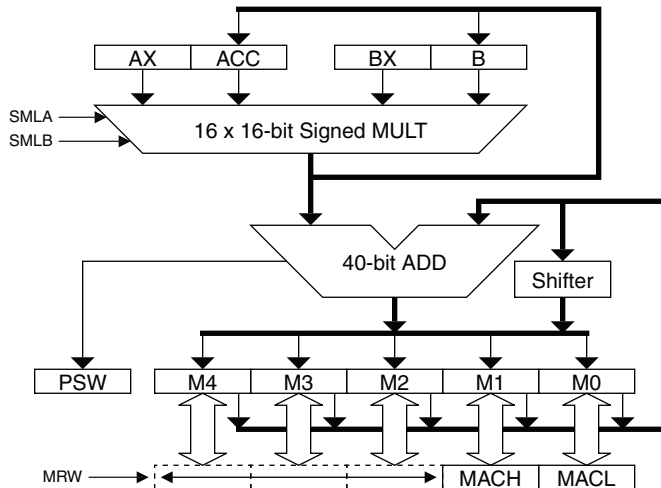 AX ACC BX B
SMLA
16 x 16-bit Signed MULT
SMLB
40-bit ADD
Shifter
PSW M4 M3 M2 M1 M0
MRW MACH MACL